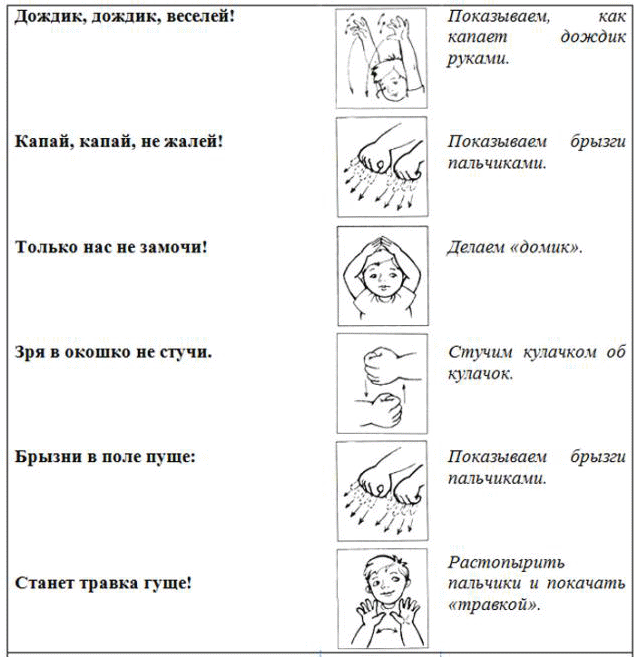 Дождик, дождик, веселей!
Показываем, как
капает дождик
руками.
Капай, капай, не жалей!
Показываем брызги
пальчиками.
Только нас не замочи!
Делаем «домик».
Зря в окошко не стучи.
Стучим кулачком об
кулачок.
Брызни в поле пуще:
Показываем брызги
пальчиками.
Станет травка гуще!
Растопырить
пальчики и покачать
«травкой».